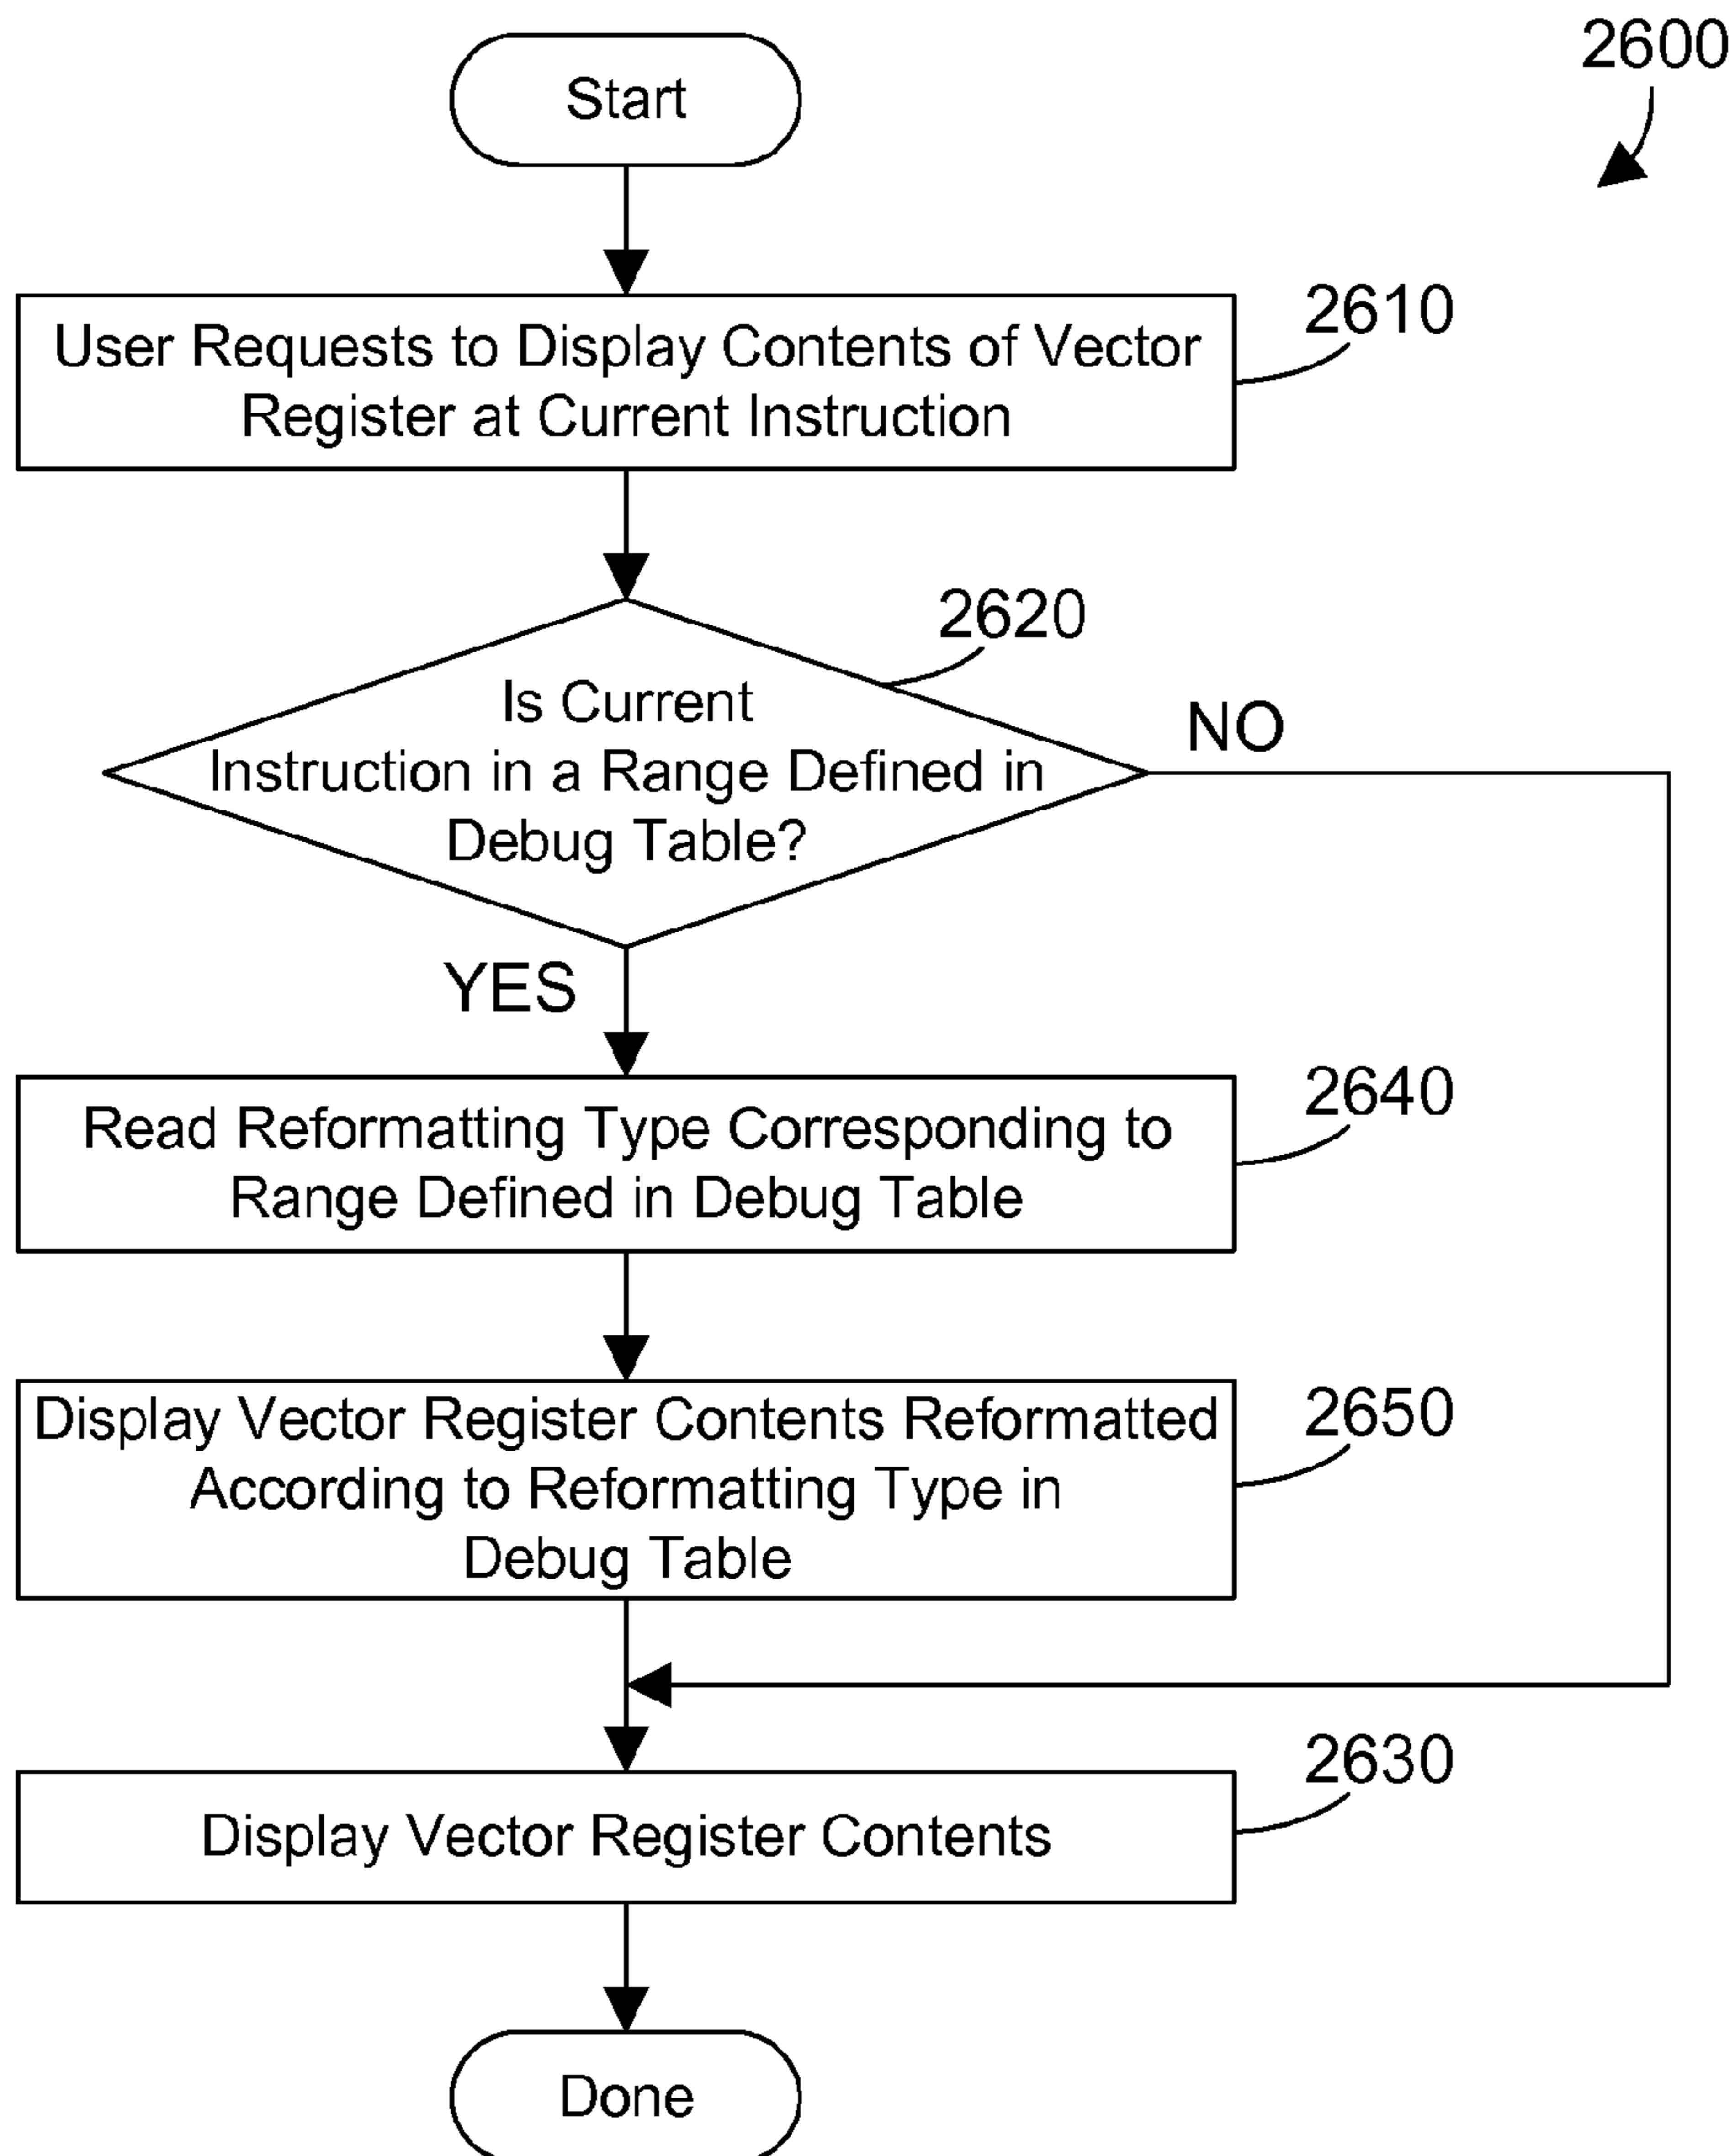 2600
Start
2610
User Requests to Display Contents of Vector
Register at Current Instruction
2620
Is Current
Instruction in a Range Defined in
Debug Table?
NO
YES
2640
Read Reformatting Type Corresponding to
Range Defined in Debug Table
2650
Display Vector Register Contents Reformatted
According to Reformatting Type in
Debug Table
2630
Display Vector Register Contents
Done